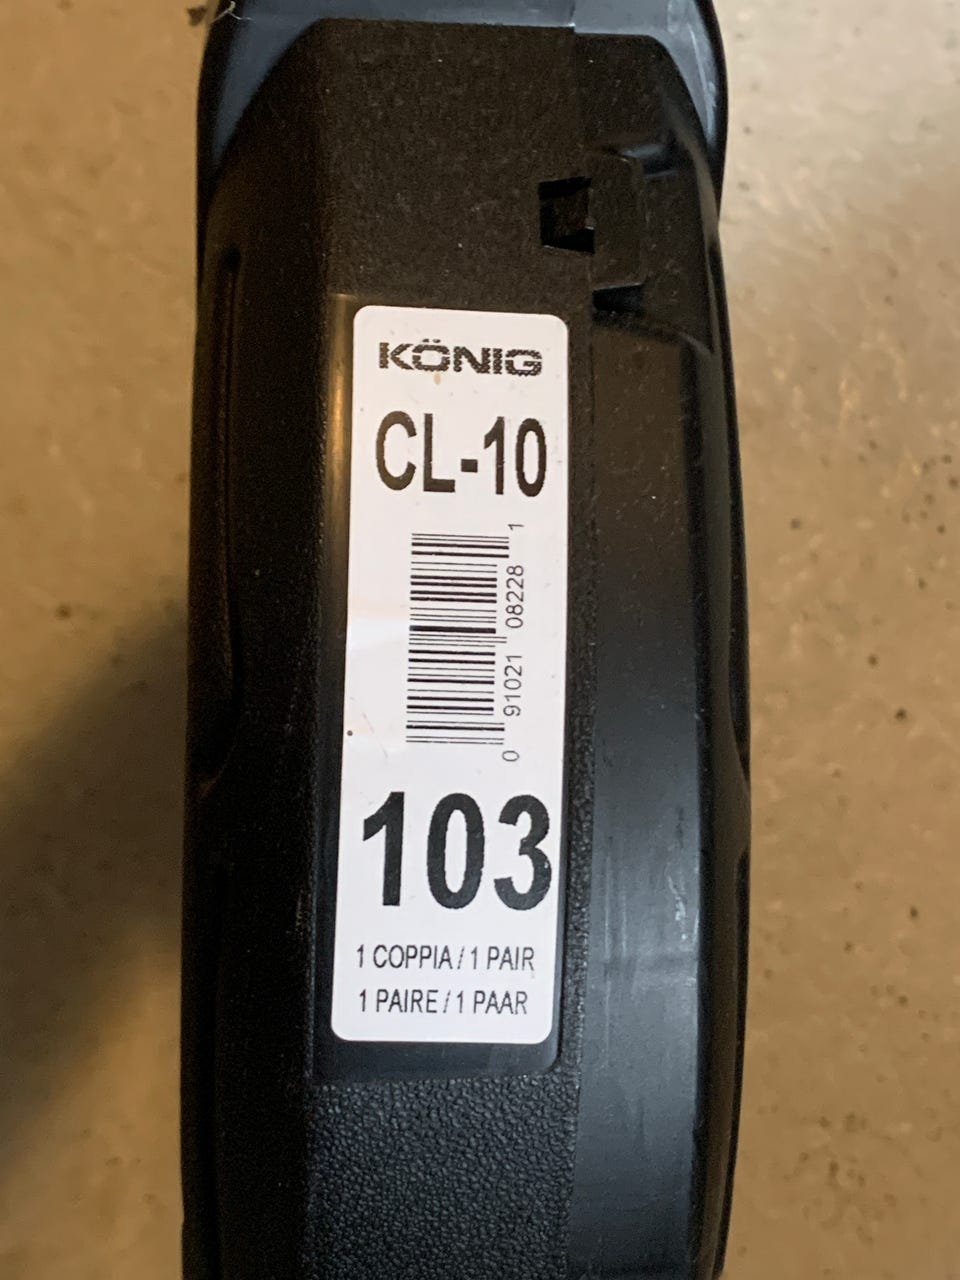 KÖNIG
CL-10
0 91021 08228 1
103
1 COPPIA / 1 PAIR
1 PAIRE / 1 PAAR